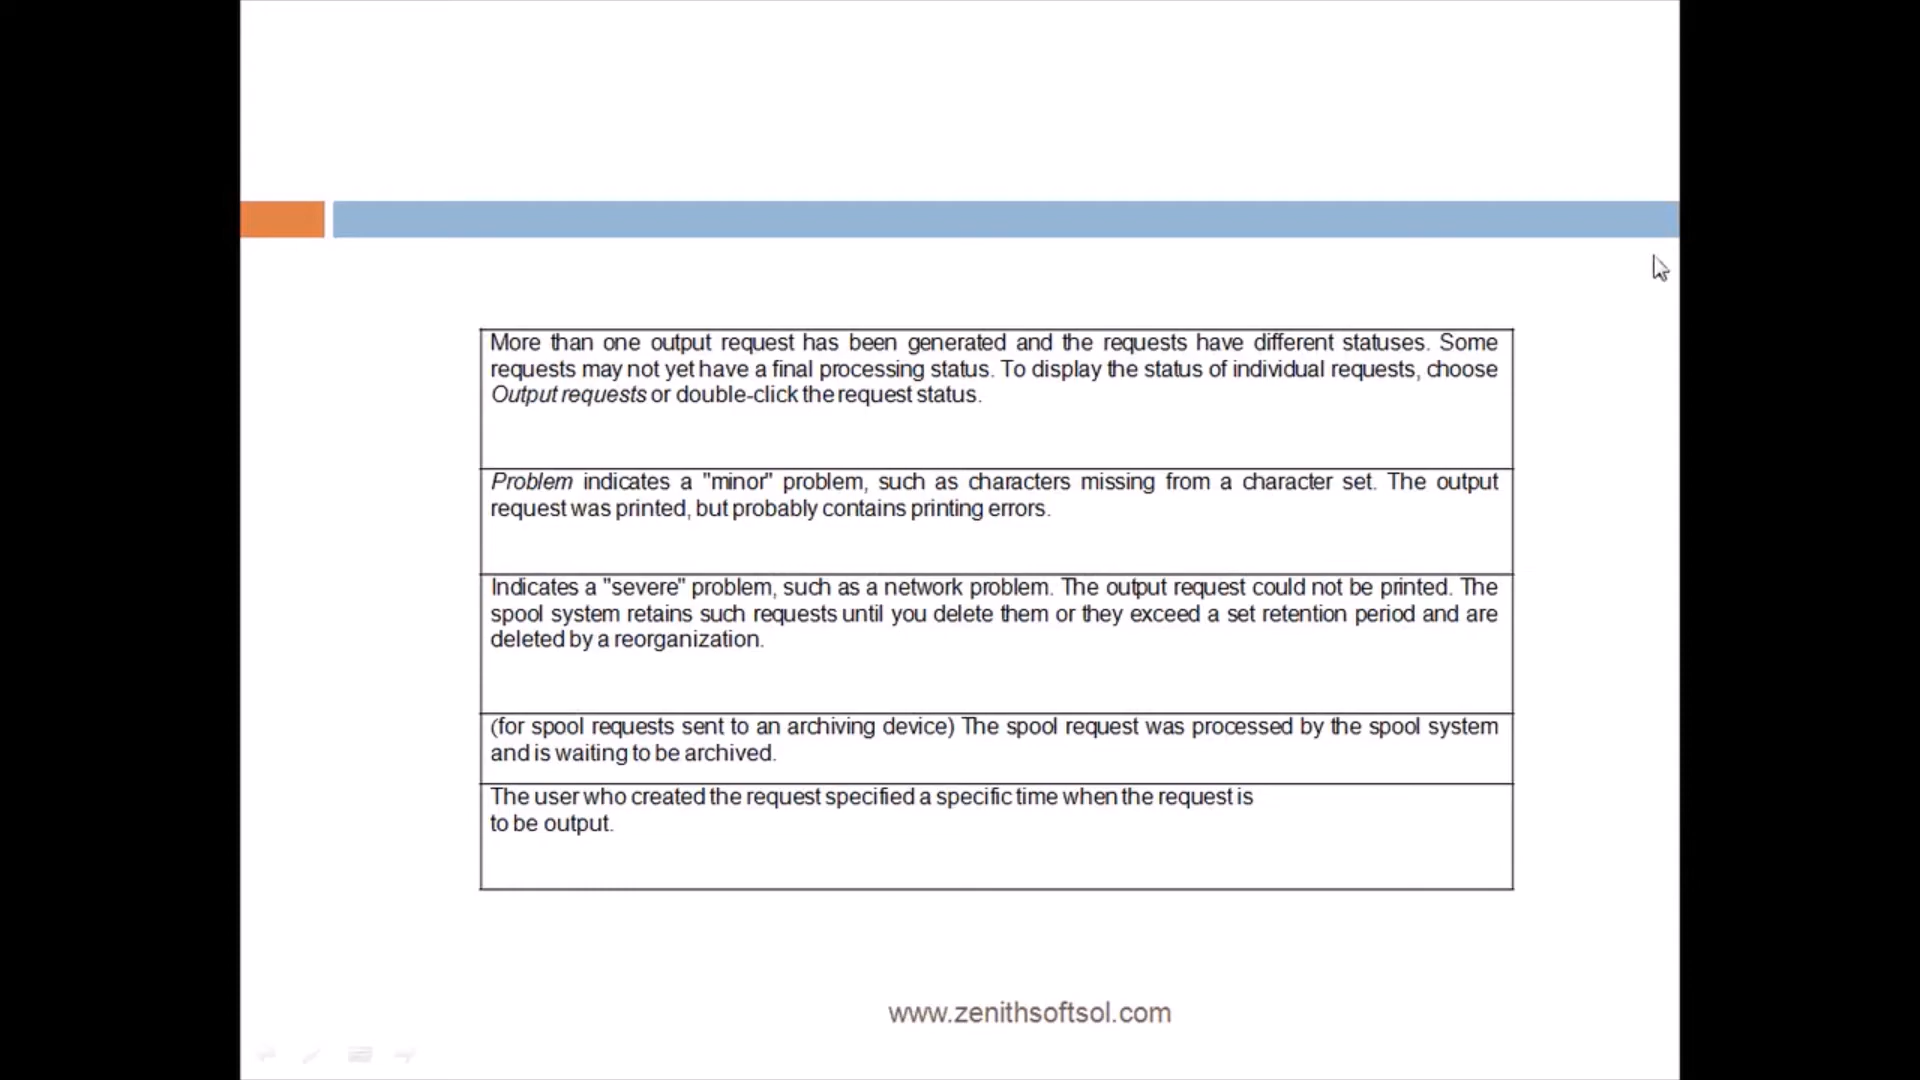 More than one output request has been generated and the requests have different statuses. Some
requests may not yet have a final processing status. To display the status of individual requests, choose
Output requests or double-click the request status.
Problem indicates a "minor" problem, such as characters missing from a character set. The output
request was printed, but probably contains printing errors.
Indicates a "severe" problem, such as a network problem. The output request could not be printed. The
spool system retains such requests until you delete them or they exceed a set retention period and are
deleted by a reorganization.
(for spool requests sent to an archiving device) The spool request was processed by the spool system
and is waiting to be archived.
The user who created the request specified a specific time when the request is
to be output.
www.zenithsoftsol.com